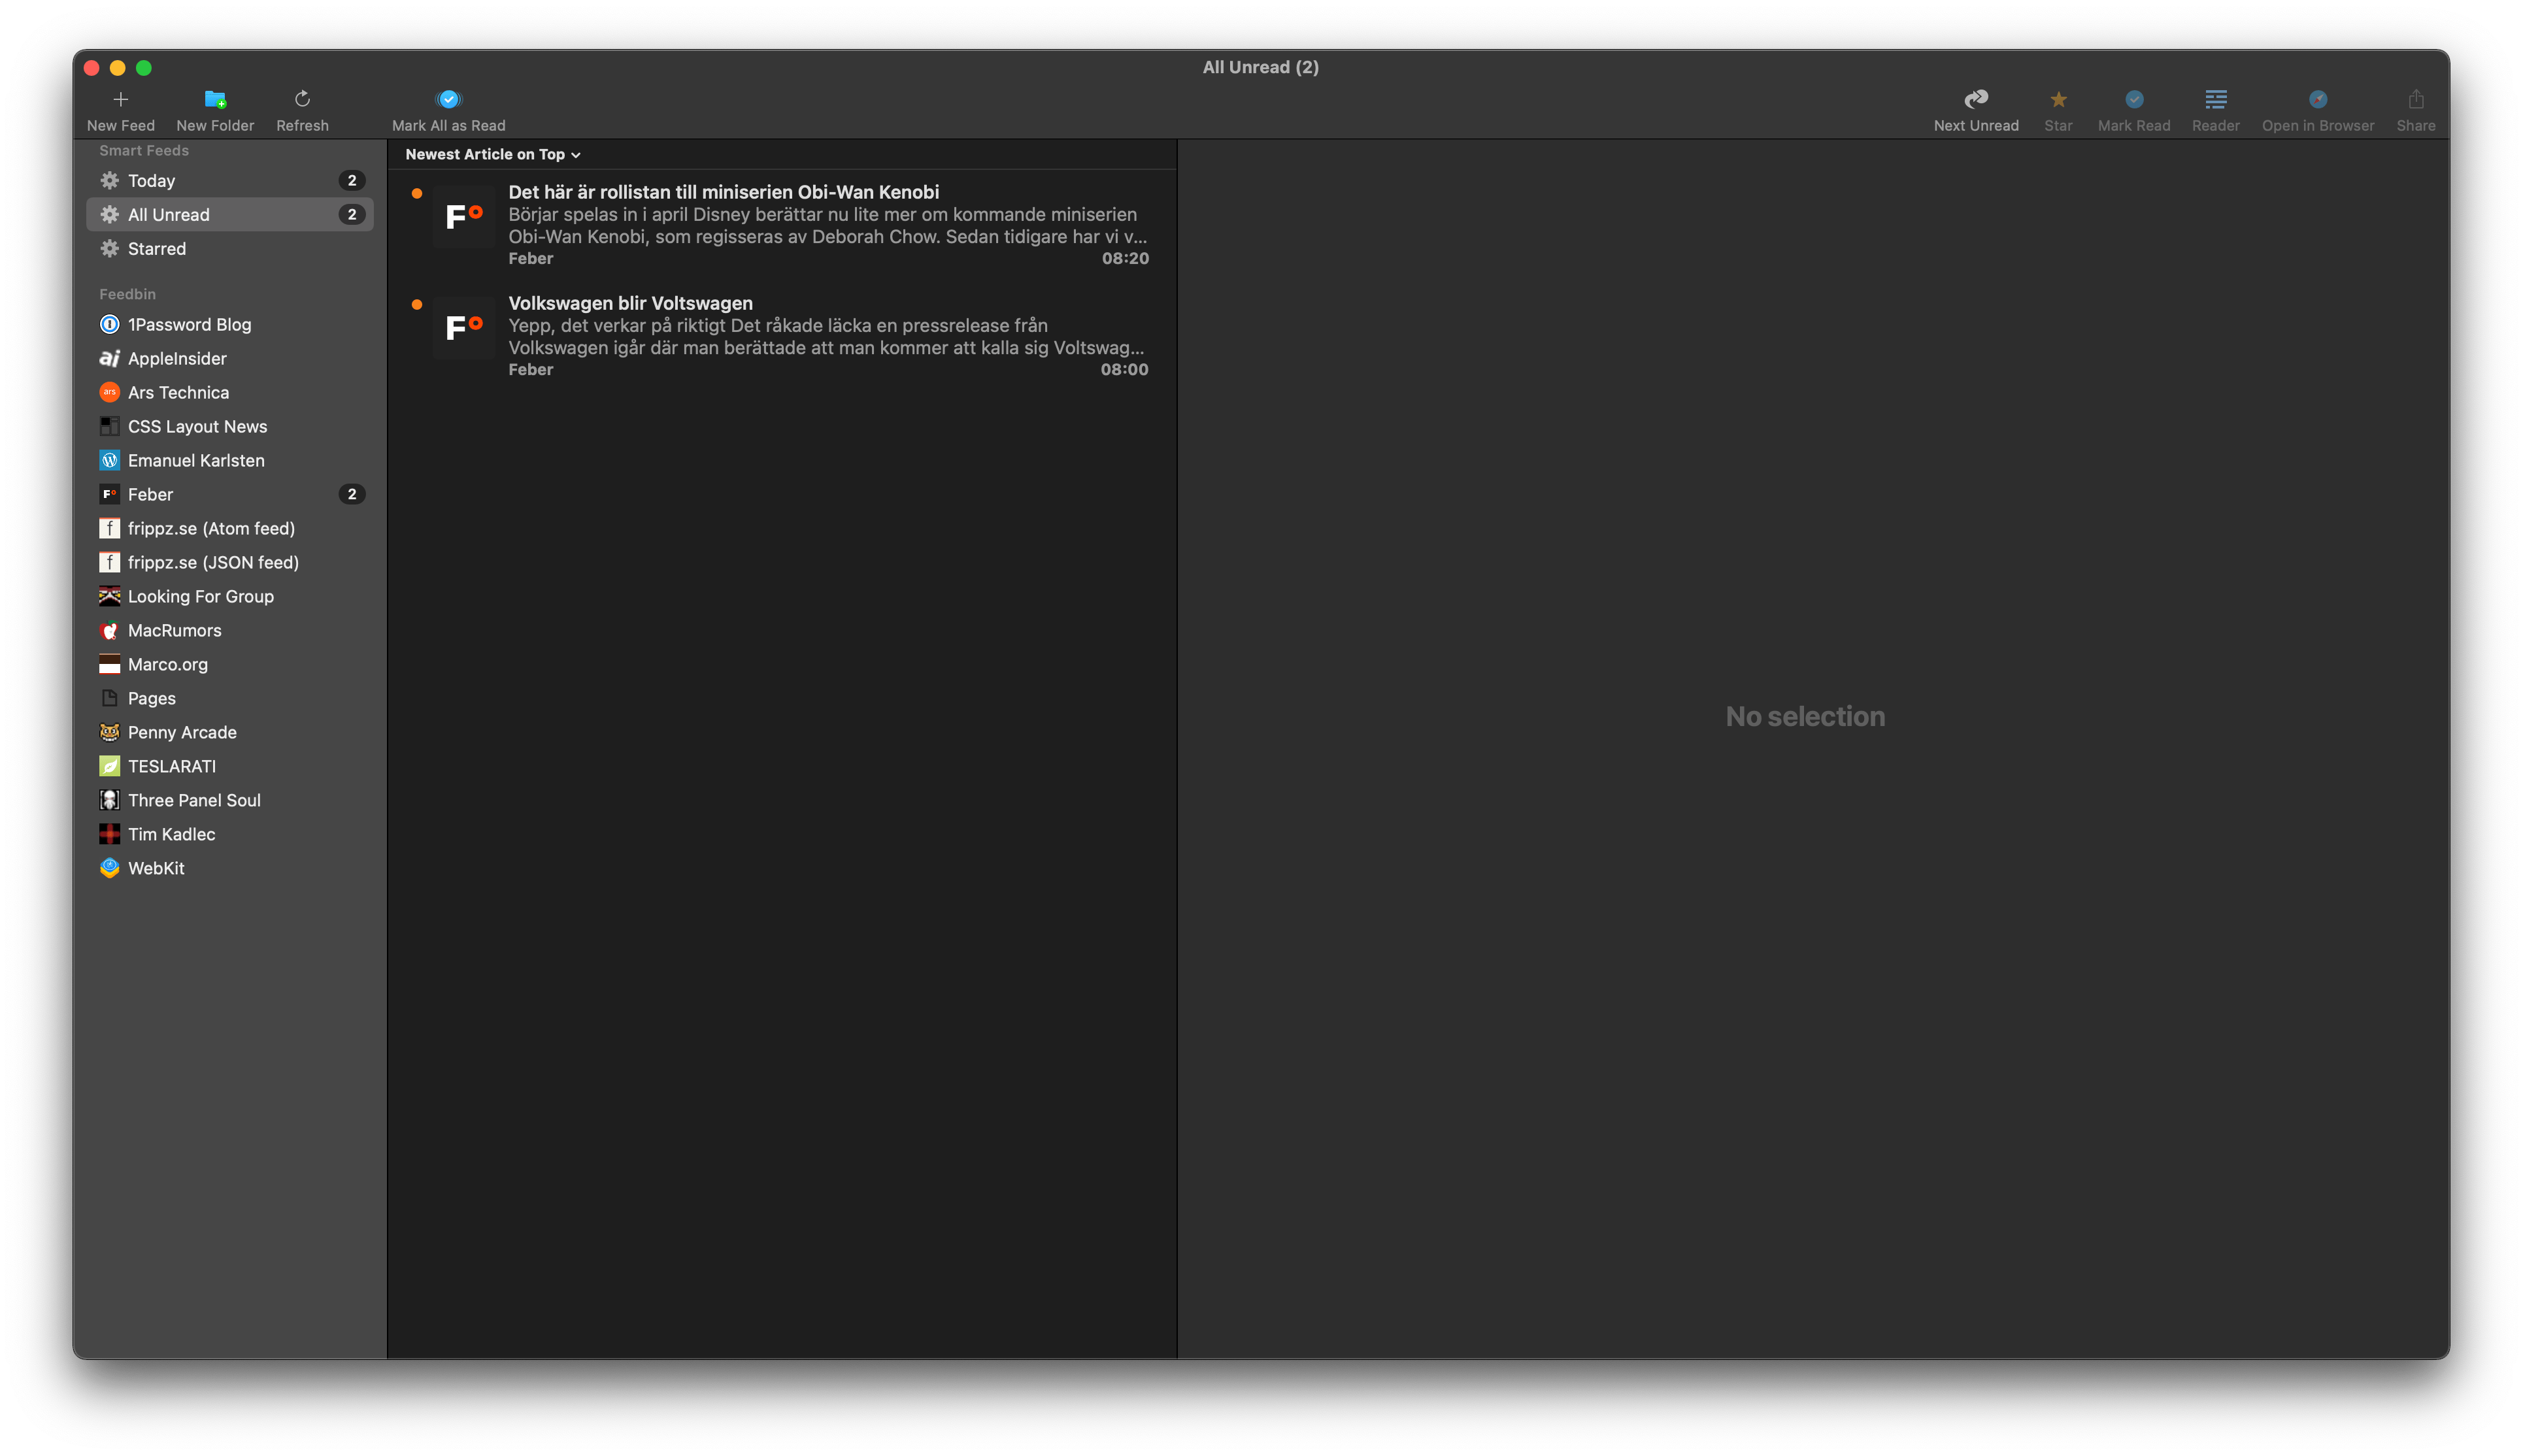 All Unread (2)
New Feed
New Folder
Refresh
Mark All as Read
Next Unread
Star
Mark Read
Reader
Open in Browser
Share
Smart Feeds
Today 2
All Unread 2
Starred
Feedbin
1Password Blog
ai AppleInsider
ars Ars Technica
CSS Layout News
Emanuel Karlsten
F Feber 2
f frippz.se (Atom feed)
f frippz.se (JSON feed)
Looking For Group
MacRumors
Marco.org
Pages
Penny Arcade
TESLARATI
Three Panel Soul
Tim Kadlec
WebKit
Newest Article on Top
F
Det här är rollistan till miniserien Obi-Wan Kenobi
Börjar spelas in i april Disney berättar nu lite mer om kommande miniserien
Obi-Wan Kenobi, som regisseras av Deborah Chow. Sedan tidigare har vi v...
Feber 08:20
F
Volkswagen blir Voltswagen
Yepp, det verkar på riktigt Det råkade läcka en pressrelease från
Volkswagen igår där man berättade att man kommer att kalla sig Voltswag...
Feber 08:00
No selection